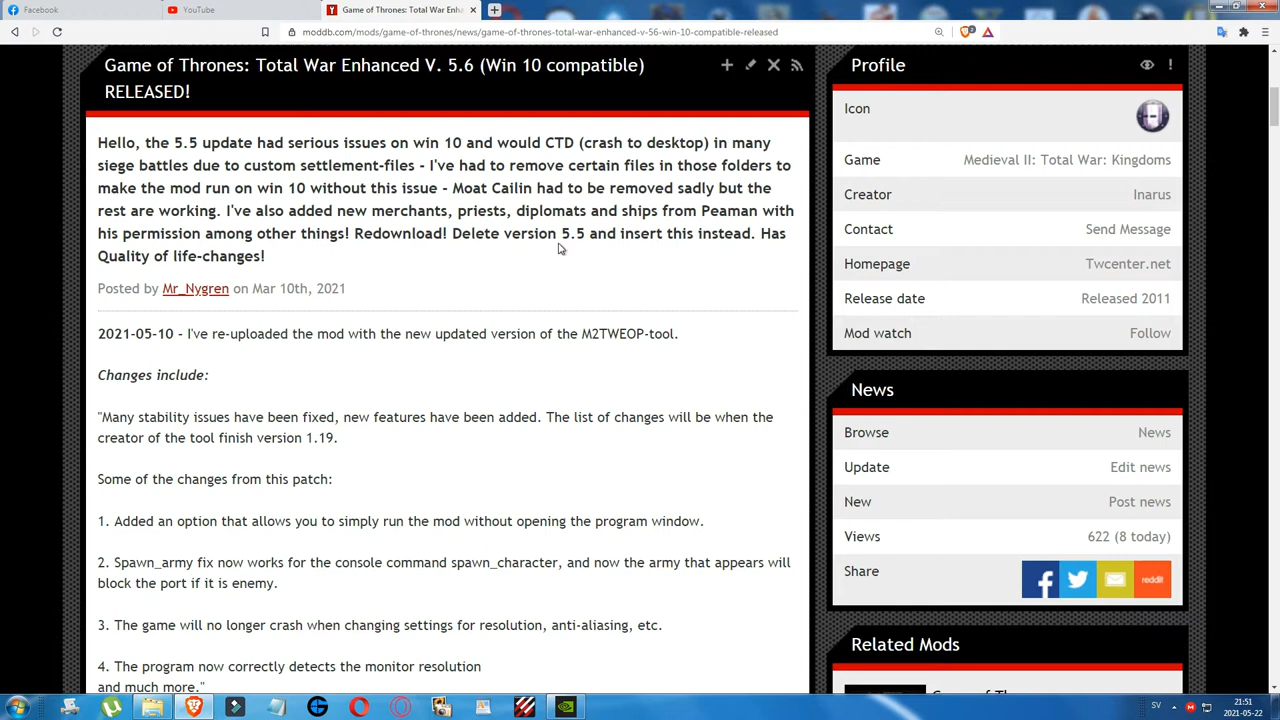 Facebook
YouTube
Game of Thrones: Total War Enha
moddb.com/mods/game-of-thrones/news/game-of-thrones-total-war-enhanced-v-56-win-10-compatible-released
Game of Thrones: Total War Enhanced V. 5.6 (Win 10 compatible)
RELEASED!
Hello, the 5.5 update had serious issues on win 10 and would CTD (crash to desktop) in many
siege battles due to custom settlement-files - I've had to remove certain files in those folders to
make the mod run on win 10 without this issue - Moat Cailin had to be removed sadly but the
rest are working. I've also added new merchants, priests, diplomats and ships from Peaman with
his permission among other things! Redownload! Delete version 5.5 and insert this instead. Has
Quality of life-changes!
Posted by Mr_Nygren on Mar 10th, 2021
2021-05-10 - I've re-uploaded the mod with the new updated version of the M2TWEOP-tool.
Changes include:
"Many stability issues have been fixed, new features have been added. The list of changes will be when the
creator of the tool finish version 1.19.
Some of the changes from this patch:
1. Added an option that allows you to simply run the mod without opening the program window.
2. Spawn_army fix now works for the console command spawn_character, and now the army that appears will
block the port if it is enemy.
3. The game will no longer crash when changing settings for resolution, anti-aliasing, etc.
4. The program now correctly detects the monitor resolution
and much more."
Profile
Icon
Game Medieval II: Total War: Kingdoms
Creator Inarus
Contact Send Message
Homepage Twcenter.net
Release date Released 2011
Mod watch Follow
News
Browse News
Update Edit news
New Post news
Views 622 (8 today)
Share reddit
Related Mods
SV
21:51
2021-05-22